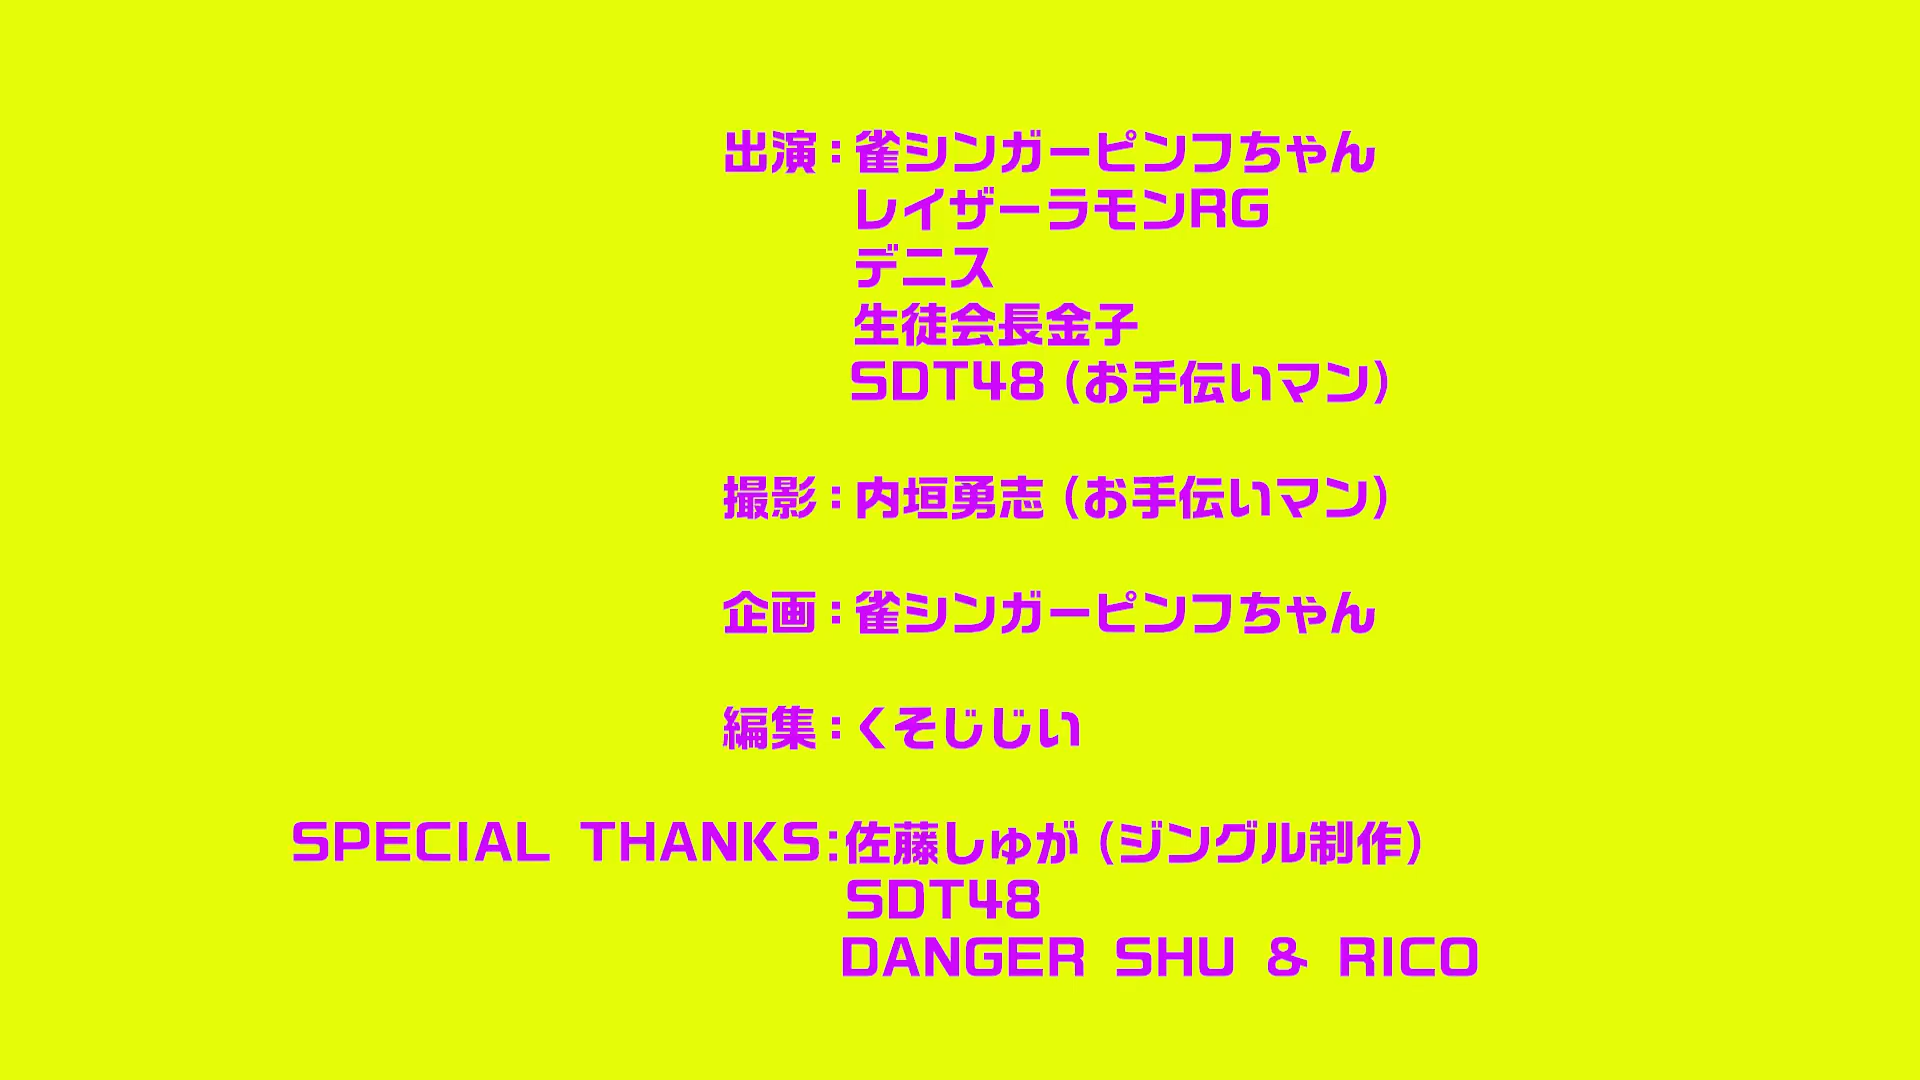 出演：雀シンガーピンフちゃん
レイザーラモンRG
デニス
生徒会長金子
SDT48（お手伝いマン）
撮影：内垣勇志（お手伝いマン）
企画：雀シンガーピンフちゃん
編集：くそじじい
SPECIAL THANKS:佐藤しゅが（ジングル制作）
SDT48
DANGER SHU & RICO